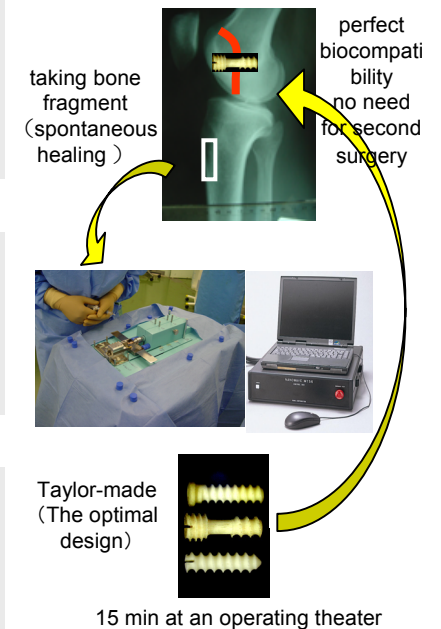 perfect
biocompati
bility
no need
for second
surgery
taking bone
fragment
（spontaneous
healing ）
Taylor-made
（The optimal
design）
15 min at an operating theater